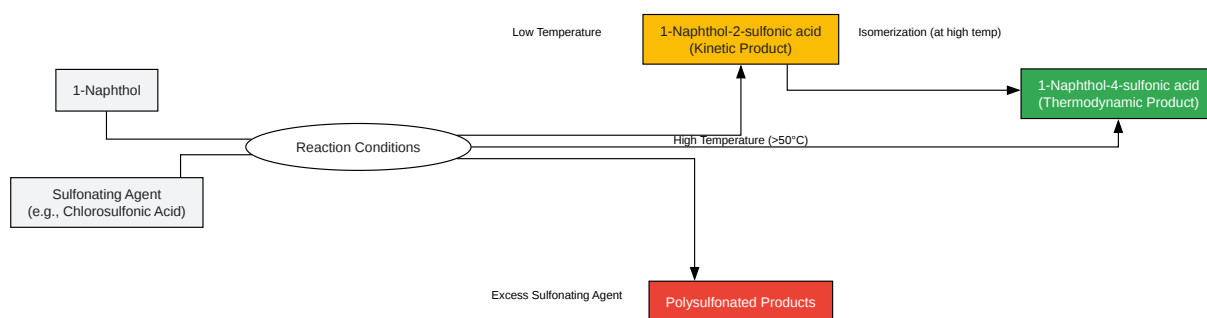 Low Temperature
1-Naphthol-2-sulfonic acid
(Kinetic Product)
Isomerization (at high temp)
1-Naphthol
1-Naphthol-4-sulfonic acid
(Thermodynamic Product)
Reaction Conditions
High Temperature (>50°C)
Sulfonating Agent
(e.g., Chlorosulfonic Acid)
Excess Sulfonating Agent
Polysulfonated Products